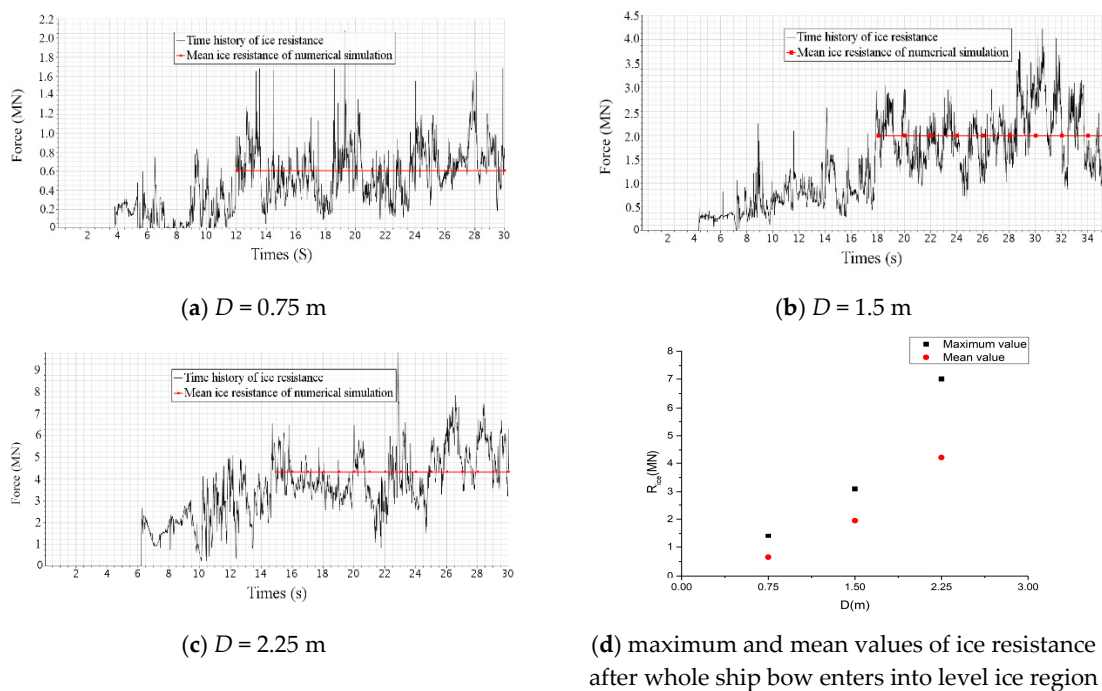 2.2
2.0
1.8
1.6
1.4
1.2
1.0
0.8
0.6
0.4
0.2
0
Force (MN)
Time history of ice resistance
Mean ice resistance of numerical simulation
2 4 6 8 10 12 14 16 18 20 22 24 26 28 30
Times (S)
(a) D = 0.75 m
4.5
4.0
3.5
3.0
2.5
2.0
1.5
1.0
0.5
0
Force (MN)
Time history of ice resistance
Mean ice resistance of numerical simulation
2 4 6 8 10 12 14 16 18 20 22 24 26 28 30 32 34
Times (s)
(b) D = 1.5 m
9
8
7
6
5
4
3
2
1
0
Force (MN)
Time history of ice resistance
Mean ice resistance of numerical simulation
2 4 6 8 10 12 14 16 18 20 22 24 26 28 30
Times (s)
(c) D = 2.25 m
Maximum value
Mean value
8
7
6
5
4
3
2
1
0
Rice(MN)
0.00 0.75 1.50 2.25 3.00
D(m)
(d) maximum and mean values of ice resistance
after whole ship bow enters into level ice region